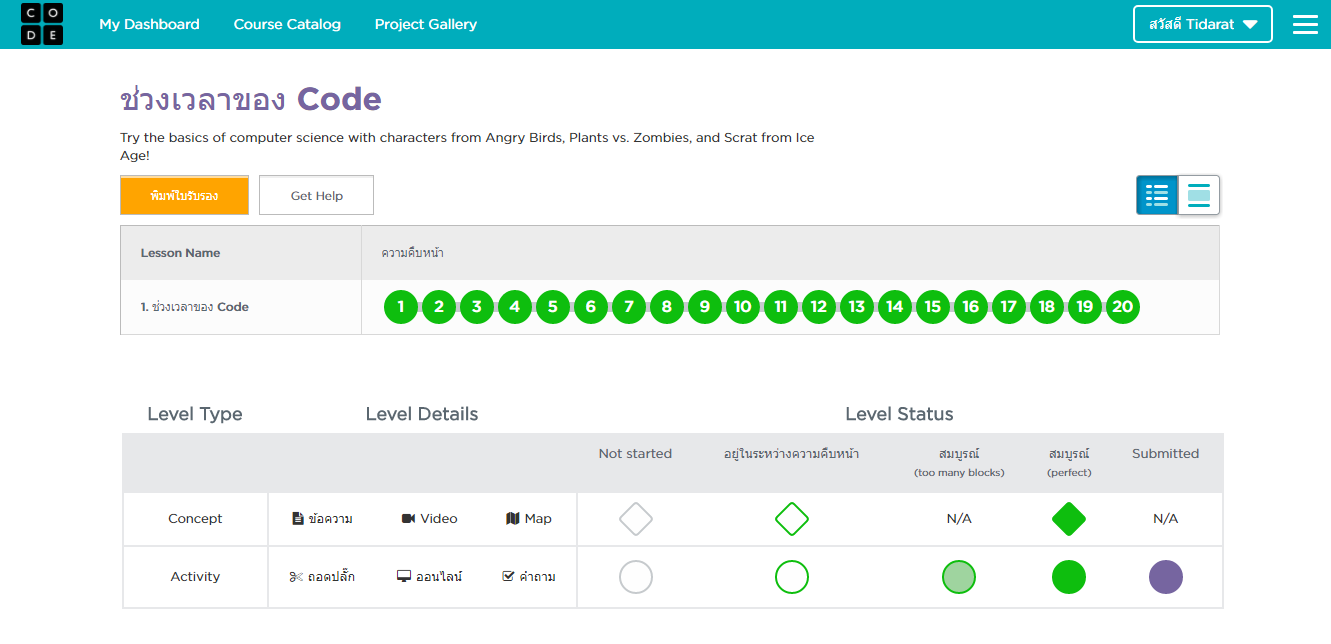 CO
DE
My Dashboard Course Catalog Project Gallery สวัสดี Tidarat
ช่วงเวลาของ Code
Try the basics of computer science with characters from Angry Birds, Plants vs. Zombies, and Scrat from Ice
Age!
พิมพ์ใบรับรอง Get Help
Lesson Name ความคืบหน้า
1. ช่วงเวลาของ Code 1 2 3 4 5 6 7 8 9 10 11 12 13 14 15 16 17 18 19 20
Level Type Level Details Level Status
Not started อยู่ในระหว่างความคืบหน้า สมบูรณ์ สมบูรณ์ Submitted
(too many blocks) (perfect)
Concept ข้อความ Video Map N/A N/A
Activity ถอดปลั๊ก ออนไลน์ คำถาม